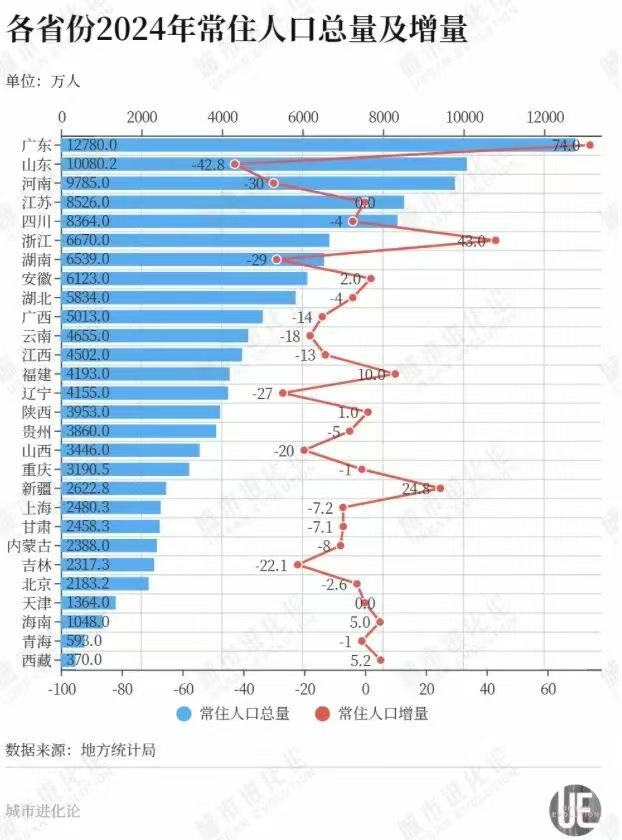 各省份2024年常住人口总量及增量
单位：万人
0 2000 4000 6000 8000 10000 12000
广东 12780.0 74.0
山东 10080.2 -42.8
河南 9785.0 -30
江苏 8526.0 0.0
四川 8364.0 -4
浙江 6670.0 43.0
湖南 6539.0 -29
安徽 6123.0 2.0
湖北 5834.0 -4
广西 5013.0 -14
云南 4655.0 -18
江西 4502.0 -13
福建 4193.0 10.0
辽宁 4155.0 -27
陕西 3953.0 1.0
贵州 3860.0 -5
山西 3446.0 -20
重庆 3190.5 -1
新疆 2622.8 24.8
上海 2480.3 -7.2
甘肃 2458.3 -7.1
内蒙古 2388.0 -8
吉林 2317.3 -22.1
北京 2183.2 -2.6
天津 1364.0 0.0
海南 1048.0 5.0
青海 593.0 -1
西藏 370.0 5.2
-100 -80 -60 -40 -20 0 20 40 60
常住人口总量 常住人口增量
数据来源：地方统计局
城市进化论
UE